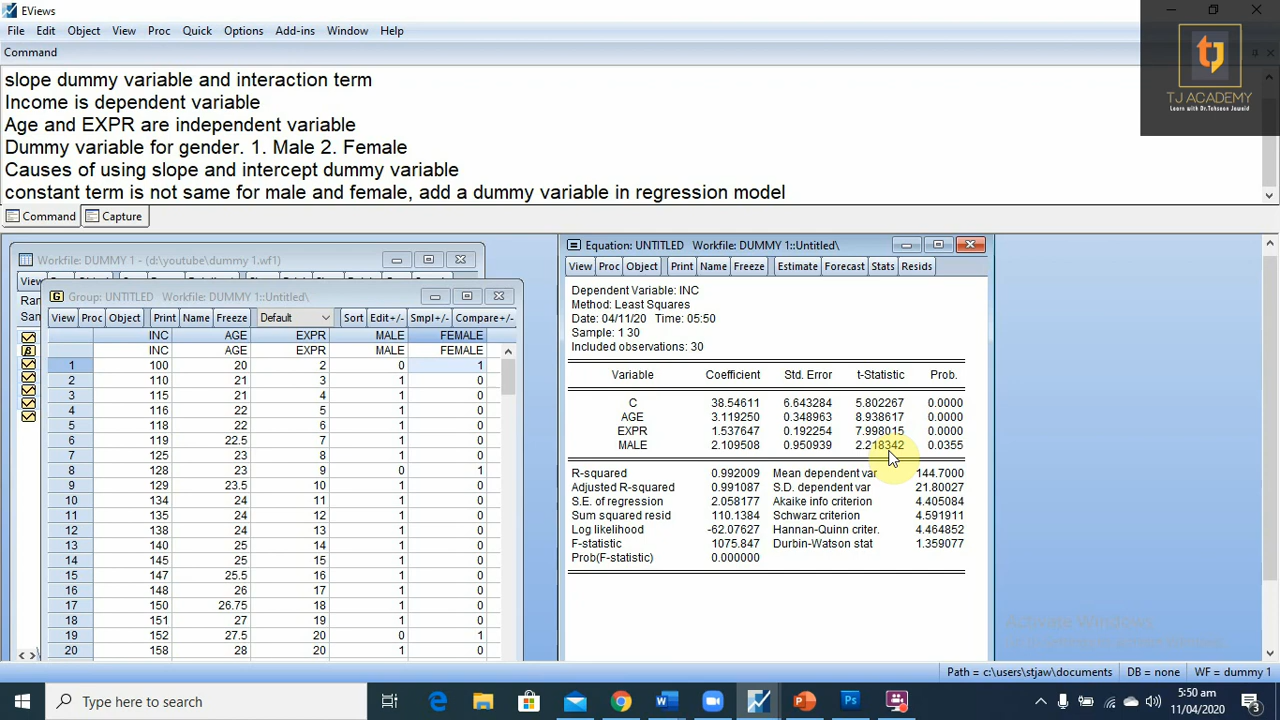 EViews
File Edit Object View Proc Quick Options Add-ins Window Help
Command
slope dummy variable and interaction term
Income is dependent variable
Age and EXPR are independent variable
Dummy variable for gender. 1. Male 2. Female
Causes of using slope and intercept dummy variable
constant term is not same for male and female, add a dummy variable in regression model
TJ ACADEMY
Learn with Dr.Tehseen Jawaid
Command Capture
Workfile: DUMMY 1 - (d:\youtube\dummy 1.wf1)
View
Ran
Sam
Group: UNTITLED Workfile: DUMMY 1::Untitled\
View Proc Object Print Name Freeze Default Sort Edit+/- Smpl+/- Compare+/-
INC AGE EXPR MALE FEMALE
INC AGE EXPR MALE FEMALE
1 100 20 2 0 1
2 110 21 3 1 0
3 115 21 4 1 0
4 116 22 5 1 0
5 118 22 6 1 0
6 119 22.5 7 1 0
7 125 23 8 1 0
8 128 23 9 0 1
9 129 23.5 10 1 0
10 134 24 11 1 0
11 135 24 12 1 0
12 138 24 13 1 0
13 140 25 14 1 0
14 145 25 15 1 0
15 147 25.5 16 1 0
16 148 26 17 1 0
17 150 26.75 18 1 0
18 151 27 19 1 0
19 152 27.5 20 0 1
20 158 28 20 1 0
Equation: UNTITLED Workfile: DUMMY 1::Untitled\
View Proc Object Print Name Freeze Estimate Forecast Stats Resids
Dependent Variable: INC
Method: Least Squares
Date: 04/11/20 Time: 05:50
Sample: 1 30
Included observations: 30
Variable Coefficient Std. Error t-Statistic Prob.
C 38.54611 6.643284 5.802267 0.0000
AGE 3.119250 0.348963 8.938617 0.0000
EXPR 1.537647 0.192254 7.998015 0.0000
MALE 2.109508 0.950939 2.218342 0.0355
R-squared 0.992009 Mean dependent var 144.7000
Adjusted R-squared 0.991087 S.D. dependent var 21.80027
S.E. of regression 2.058177 Akaike info criterion 4.405084
Sum squared resid 110.1384 Schwarz criterion 4.591911
Log likelihood -62.07627 Hannan-Quinn criter. 4.464852
F-statistic 1075.847 Durbin-Watson stat 1.359077
Prob(F-statistic) 0.000000
Activate Windows
Path = c:\users\stjaw\documents DB = none WF = dummy 1
Type here to search
5:50 am
11/04/2020
3